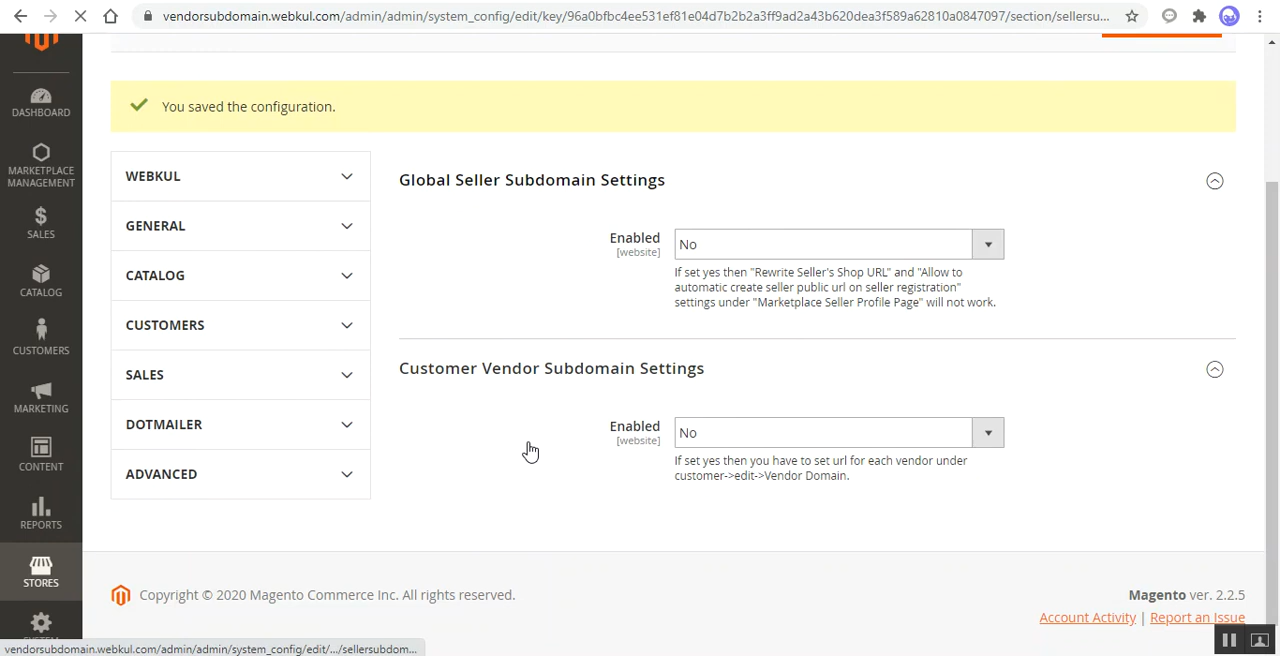 vendorsubdomain.webkul.com/admin/admin/system_config/edit/key/96a0bfbc4ee531ef81e04d7b2b2a3ff9ad2a43b620dea3f589a62810a0847097/section/sellersu...
DASHBOARD
MARKETPLACE
MANAGEMENT
SALES
CATALOG
CUSTOMERS
MARKETING
CONTENT
REPORTS
STORES
You saved the configuration.
WEBKUL
GENERAL
CATALOG
CUSTOMERS
SALES
DOTMAILER
ADVANCED
Global Seller Subdomain Settings
Enabled
[website]
No
If set yes then "Rewrite Seller's Shop URL" and "Allow to
automatic create seller public url on seller registration"
settings under "Marketplace Seller Profile Page" will not work.
Customer Vendor Subdomain Settings
Enabled
[website]
No
If set yes then you have to set url for each vendor under
customer->edit->Vendor Domain.
Copyright © 2020 Magento Commerce Inc. All rights reserved.
Magento ver. 2.2.5
Account Activity | Report an Issue
vendorsubdomain.webkul.com/admin/admin/system_config/edit/.../sellersubdom...